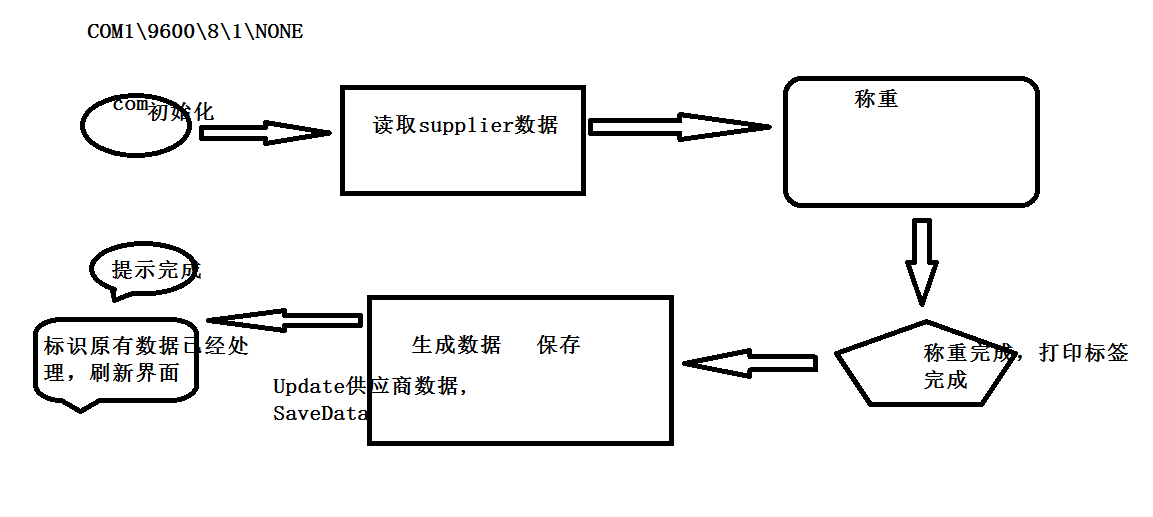 COM1\9600\8\1\NONE
com初始化
读取supplier数据
称重
称重完成，打印标签
完成
生成数据 保存
Update供应商数据,
SaveData
提示完成
标识原有数据已经处
理，刷新界面